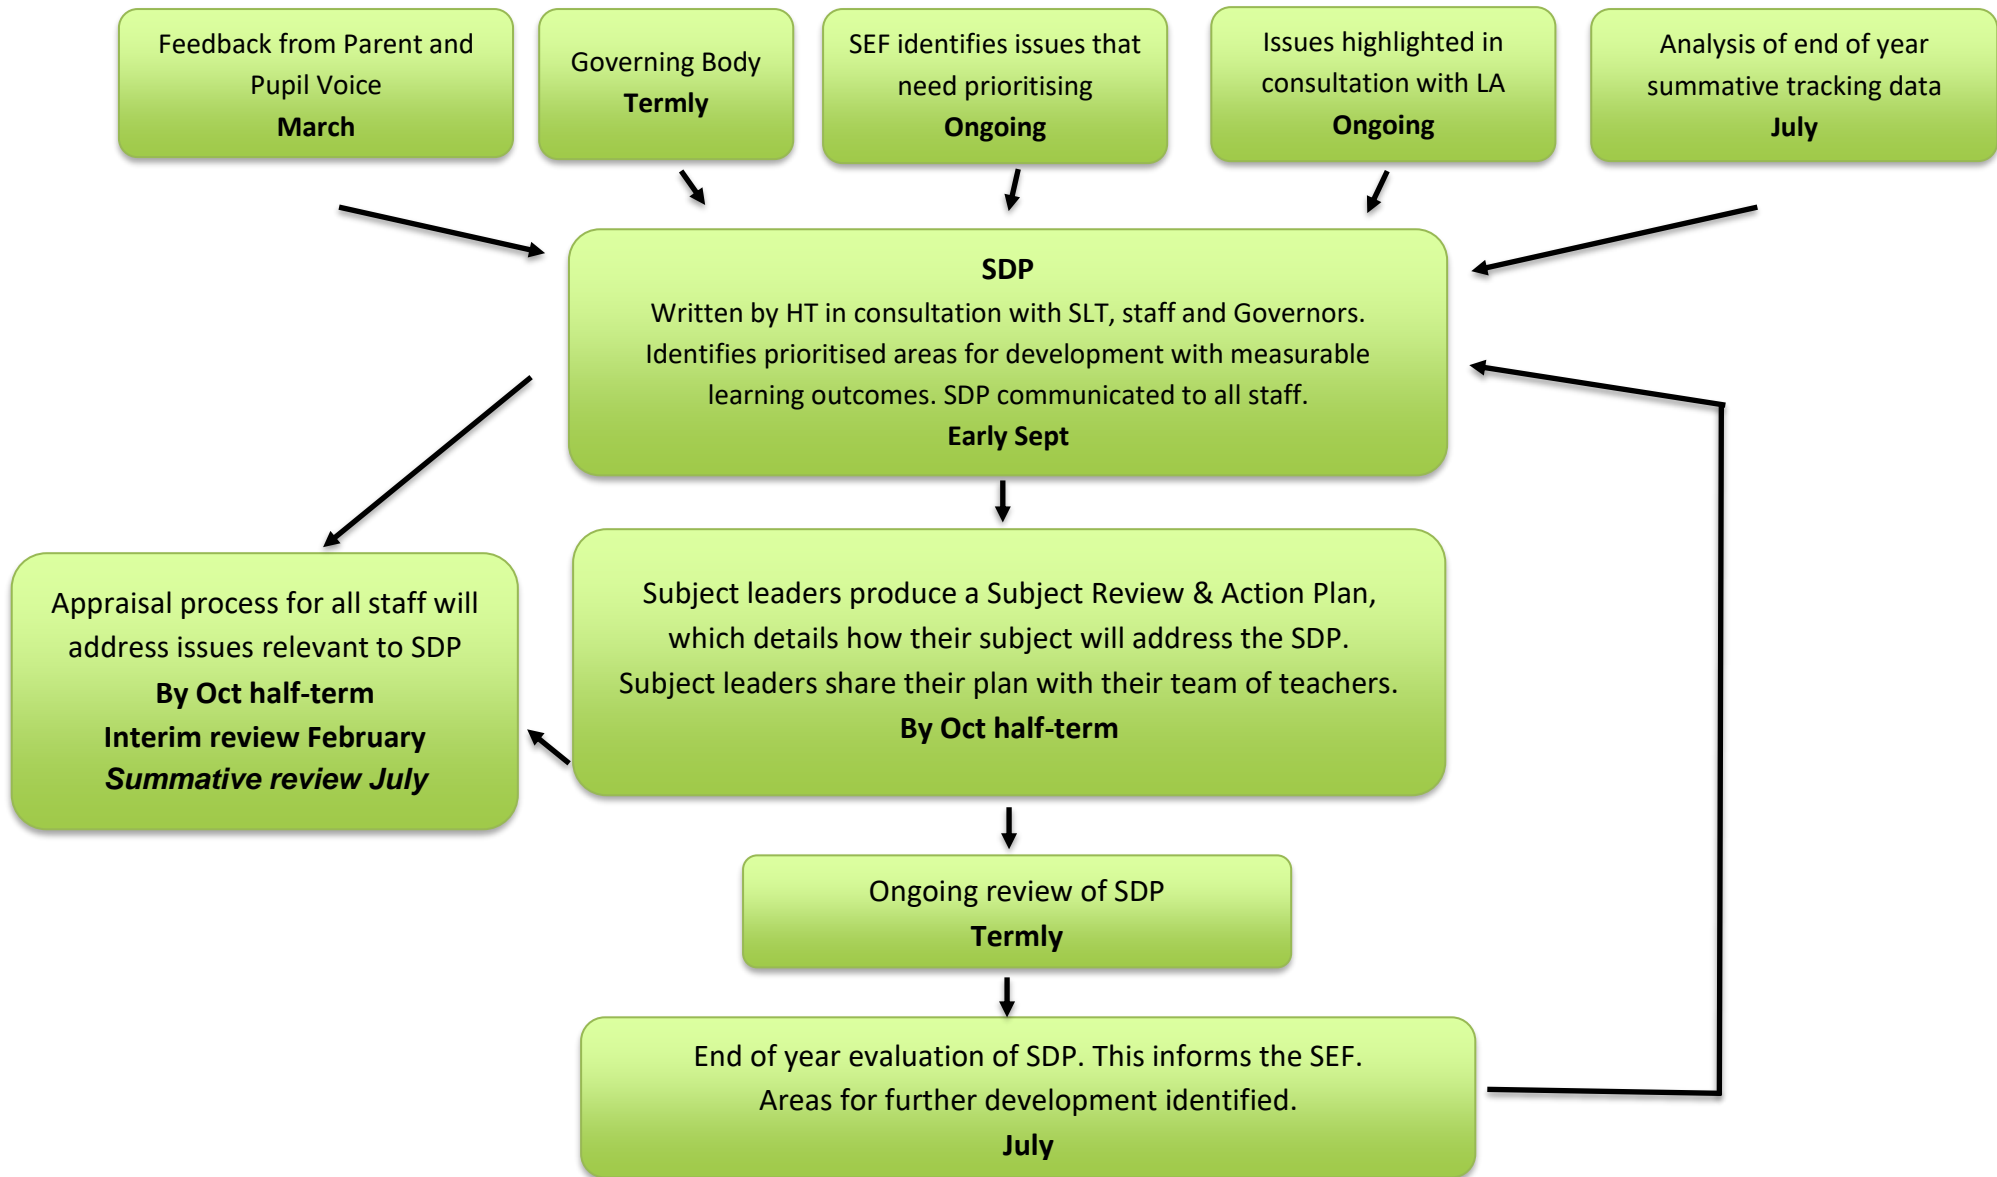 Feedback from Parent and
Pupil Voice
March
Governing Body
Termly
SEF identifies issues that
need prioritising
Ongoing
Issues highlighted in
consultation with LA
Ongoing
Analysis of end of year
summative tracking data
July
SDP
Written by HT in consultation with SLT, staff and Governors.
Identifies prioritised areas for development with measurable
learning outcomes. SDP communicated to all staff.
Early Sept
Appraisal process for all staff will
address issues relevant to SDP
By Oct half-term
Interim review February
Summative review July
Subject leaders produce a Subject Review & Action Plan,
which details how their subject will address the SDP.
Subject leaders share their plan with their team of teachers.
By Oct half-term
Ongoing review of SDP
Termly
End of year evaluation of SDP. This informs the SEF.
Areas for further development identified.
July